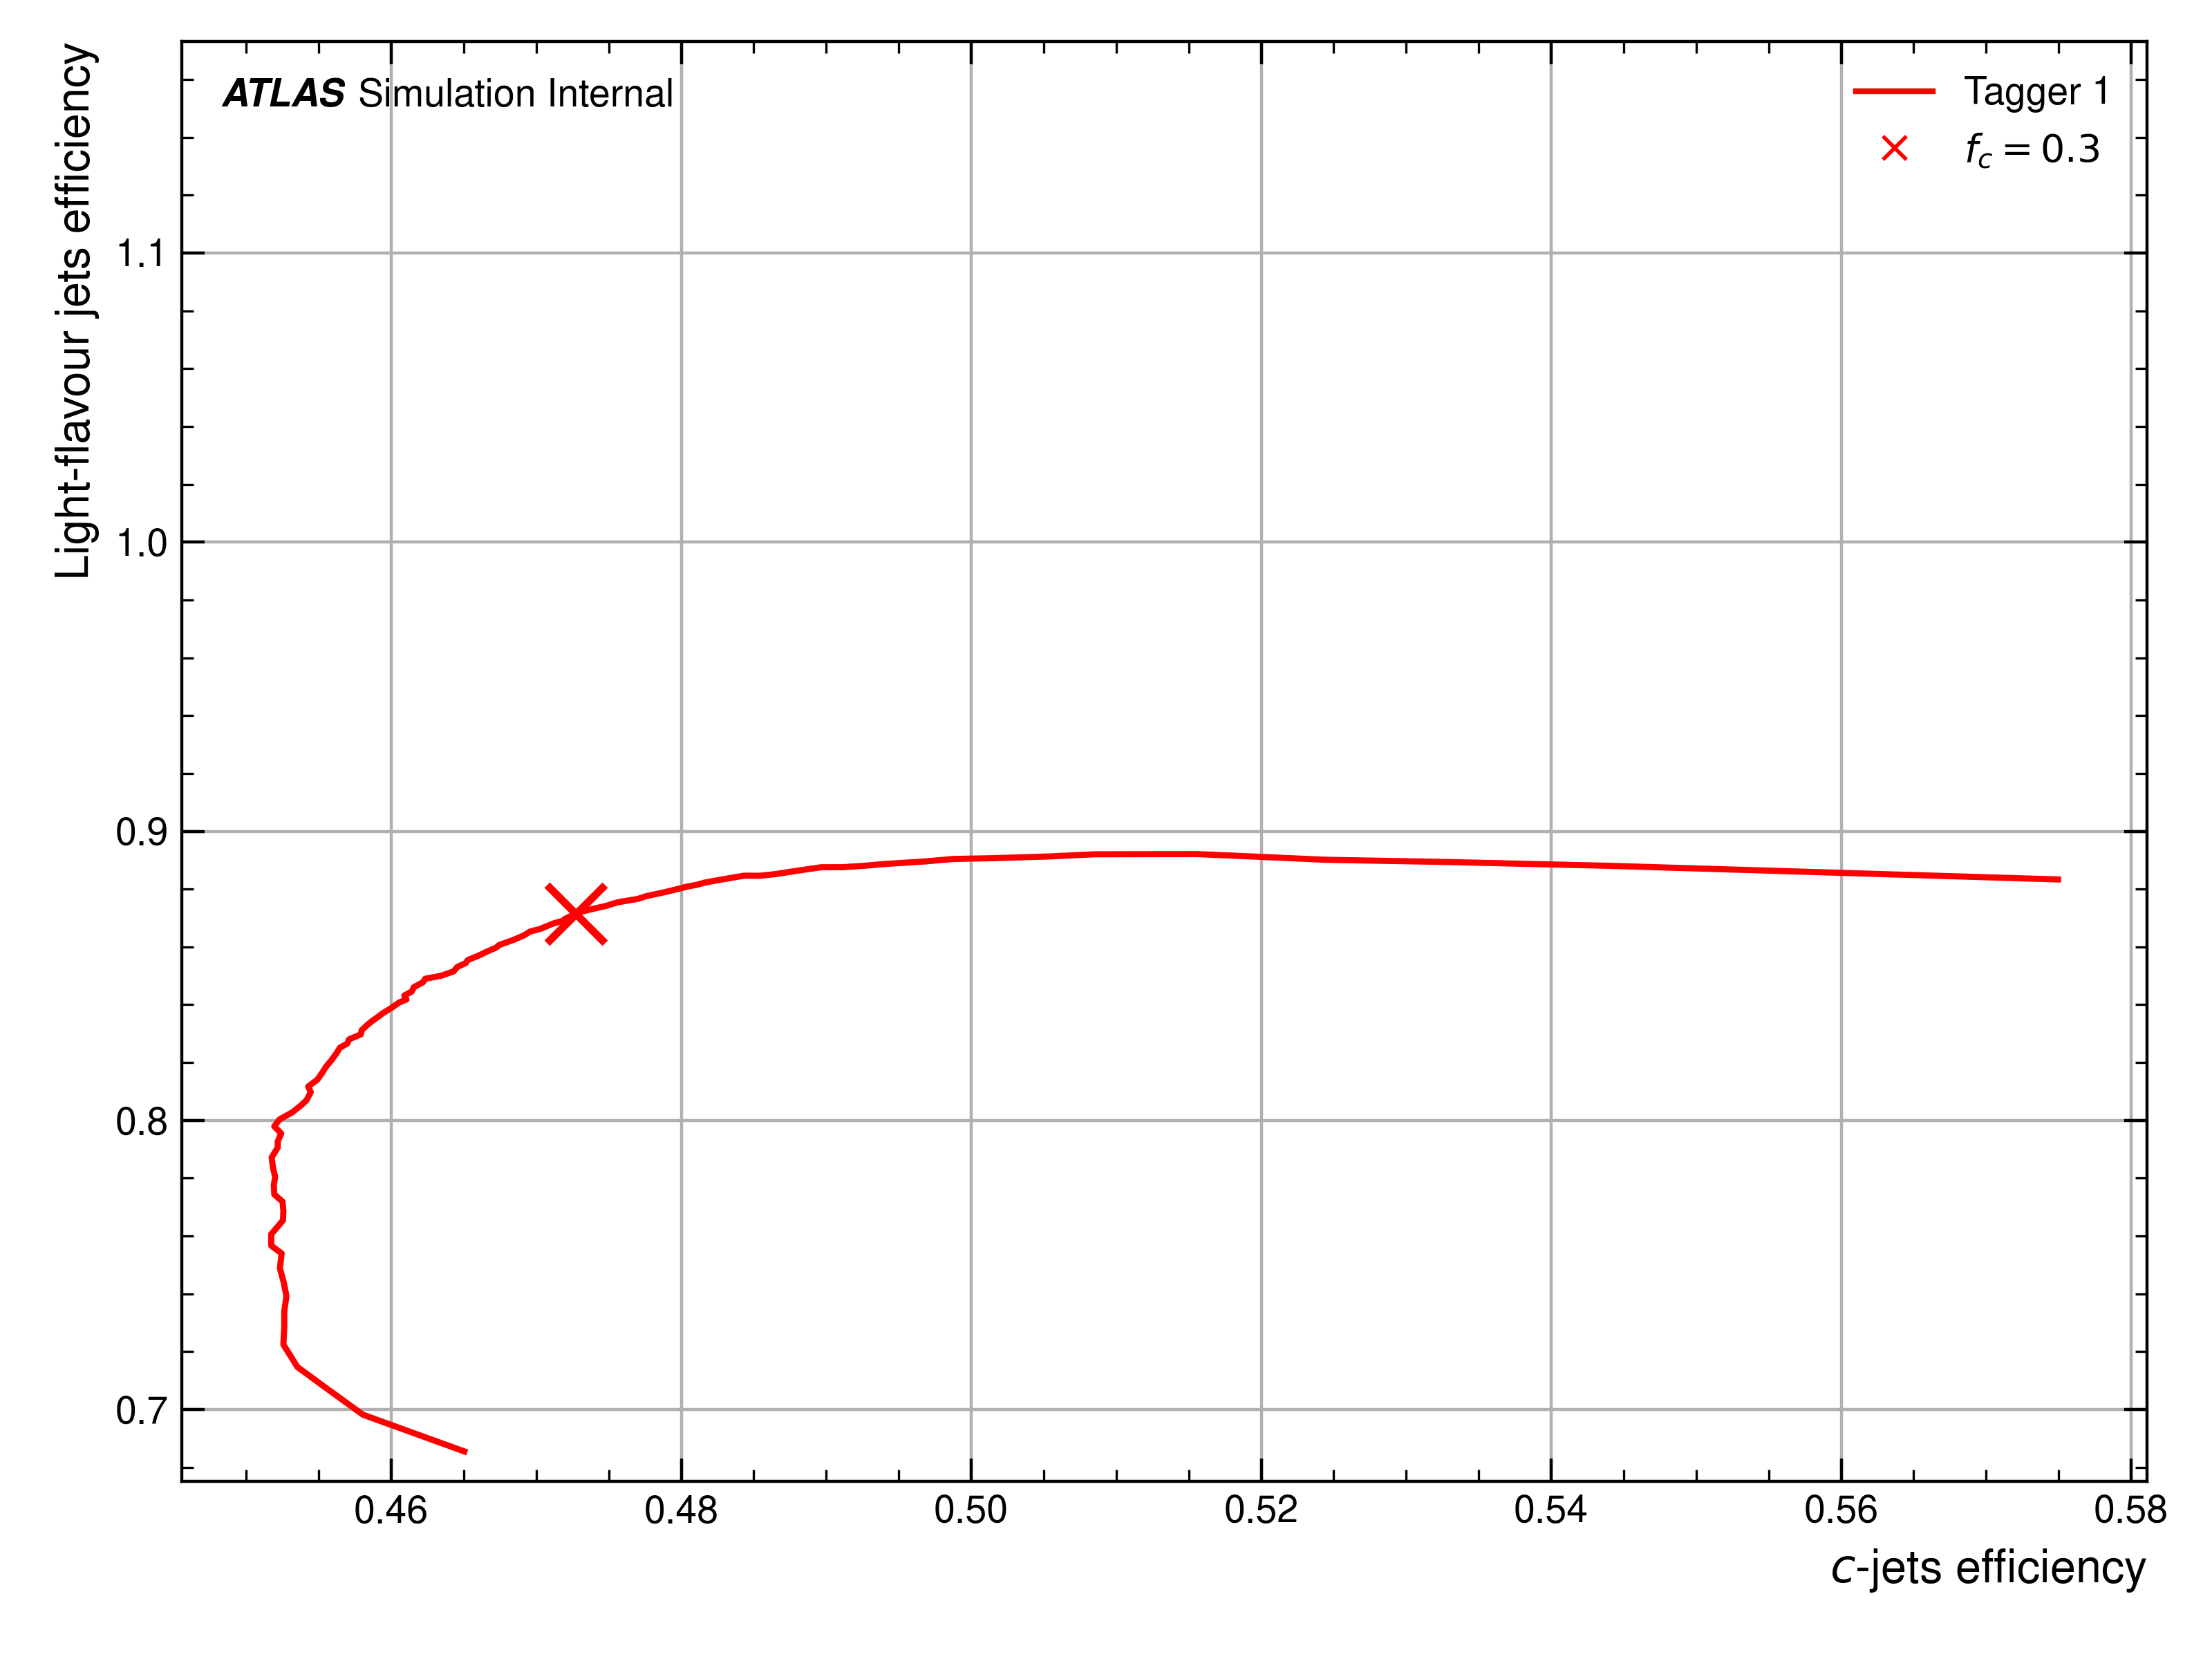 ATLAS Simulation Internal
Tagger 1
f_c = 0.3
Light-flavour jets efficiency
1.1
1.0
0.9
0.8
0.7
0.46 0.48 0.50 0.52 0.54 0.56 0.58
c-jets efficiency